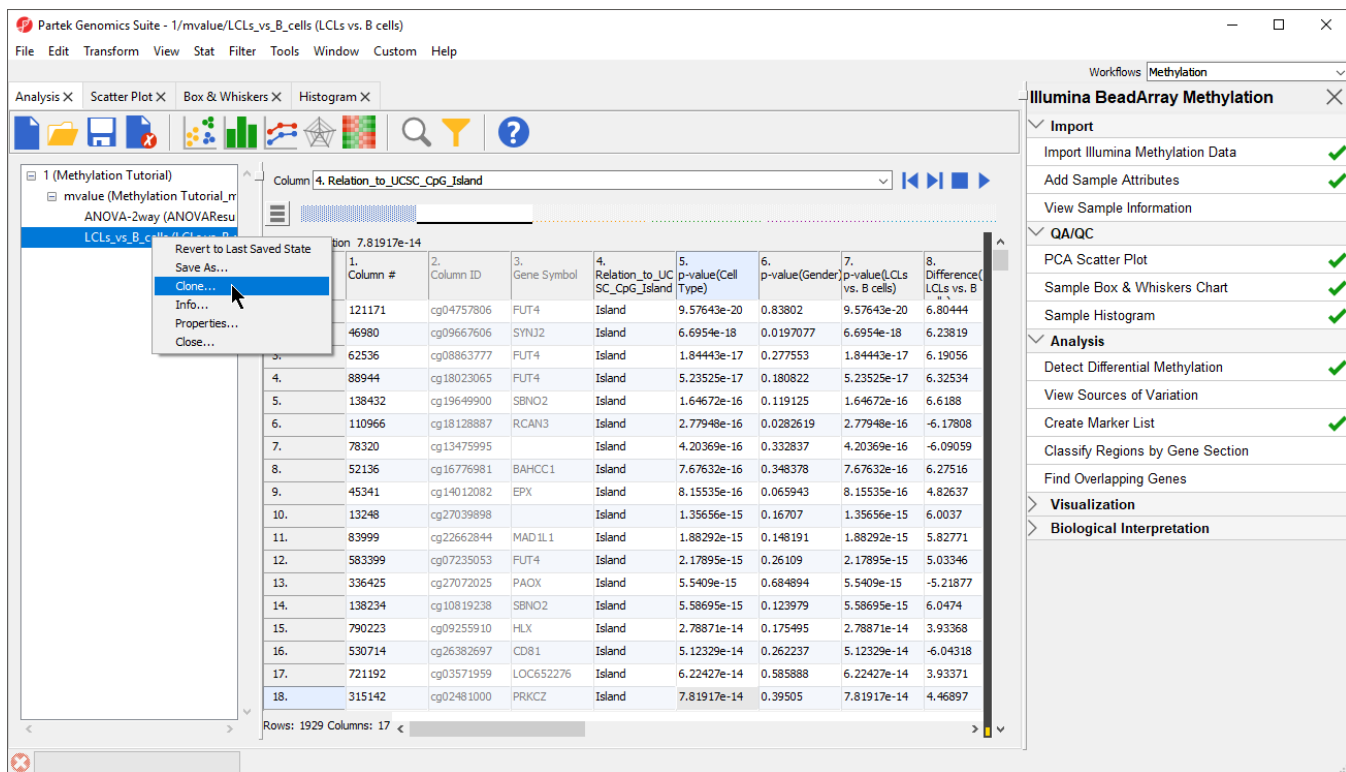 Partek Genomics Suite - 1/mvalue/LCLs_vs_B_cells (LCLs vs. B cells)
File Edit Transform View Stat Filter Tools Window Custom Help
Workflows Methylation
Analysis Scatter Plot Box & Whiskers Histogram
1 (Methylation Tutorial)
mvalue (Methylation Tutorial_m
ANOVA-2way (ANOVAResu
LCLs_vs_B_
Revert to Last Saved State
Save As...
Clone...
Info...
Properties...
Close...
Column 4. Relation_to_UCSC_CpG_Island
ion 7.81917e-14
1. Column # 2. Column ID 3. Gene Symbol 4. Relation_to_UCSC_CpG_Island 5. p-value(Cell Type) 6. p-value(Gender) 7. p-value(LCLs vs. B cells) 8. Difference(LCLs vs. B
121171 cg04757806 FUT4 Island 9.57643e-20 0.83802 9.57643e-20 6.80444
46980 cg09667606 SYNJ2 Island 6.6954e-18 0.0197077 6.6954e-18 6.23819
3. 62536 cg08863777 FUT4 Island 1.84443e-17 0.277553 1.84443e-17 6.19056
4. 88944 cg18023065 FUT4 Island 5.23525e-17 0.180822 5.23525e-17 6.32534
5. 138432 cg19649900 SBNO2 Island 1.64672e-16 0.119125 1.64672e-16 6.6188
6. 110966 cg18128887 RCAN3 Island 2.77948e-16 0.0282619 2.77948e-16 -6.17808
7. 78320 cg13475995 Island 4.20369e-16 0.332837 4.20369e-16 -6.09059
8. 52136 cg16776981 BAHCC1 Island 7.67632e-16 0.348378 7.67632e-16 6.27516
9. 45341 cg14012082 EPX Island 8.15535e-16 0.065943 8.15535e-16 4.82637
10. 13248 cg27039898 Island 1.35656e-15 0.16707 1.35656e-15 6.0037
11. 83999 cg22662844 MAD1L1 Island 1.88292e-15 0.148191 1.88292e-15 5.82771
12. 583399 cg07235053 FUT4 Island 2.17895e-15 0.26109 2.17895e-15 5.03346
13. 336425 cg27072025 PAOX Island 5.5409e-15 0.684894 5.5409e-15 -5.21877
14. 138234 cg10819238 SBNO2 Island 5.58695e-15 0.123979 5.58695e-15 6.0474
15. 790223 cg09255910 HLX Island 2.78871e-14 0.175495 2.78871e-14 3.93368
16. 530714 cg26382697 CD81 Island 5.12329e-14 0.262237 5.12329e-14 -6.04318
17. 721192 cg03571959 LOC652276 Island 6.22427e-14 0.585888 6.22427e-14 3.93371
18. 315142 cg02481000 PRKCZ Island 7.81917e-14 0.39505 7.81917e-14 4.46897
Rows: 1929 Columns: 17
Illumina BeadArray Methylation
Import
Import Illumina Methylation Data
Add Sample Attributes
View Sample Information
QA/QC
PCA Scatter Plot
Sample Box & Whiskers Chart
Sample Histogram
Analysis
Detect Differential Methylation
View Sources of Variation
Create Marker List
Classify Regions by Gene Section
Find Overlapping Genes
Visualization
Biological Interpretation